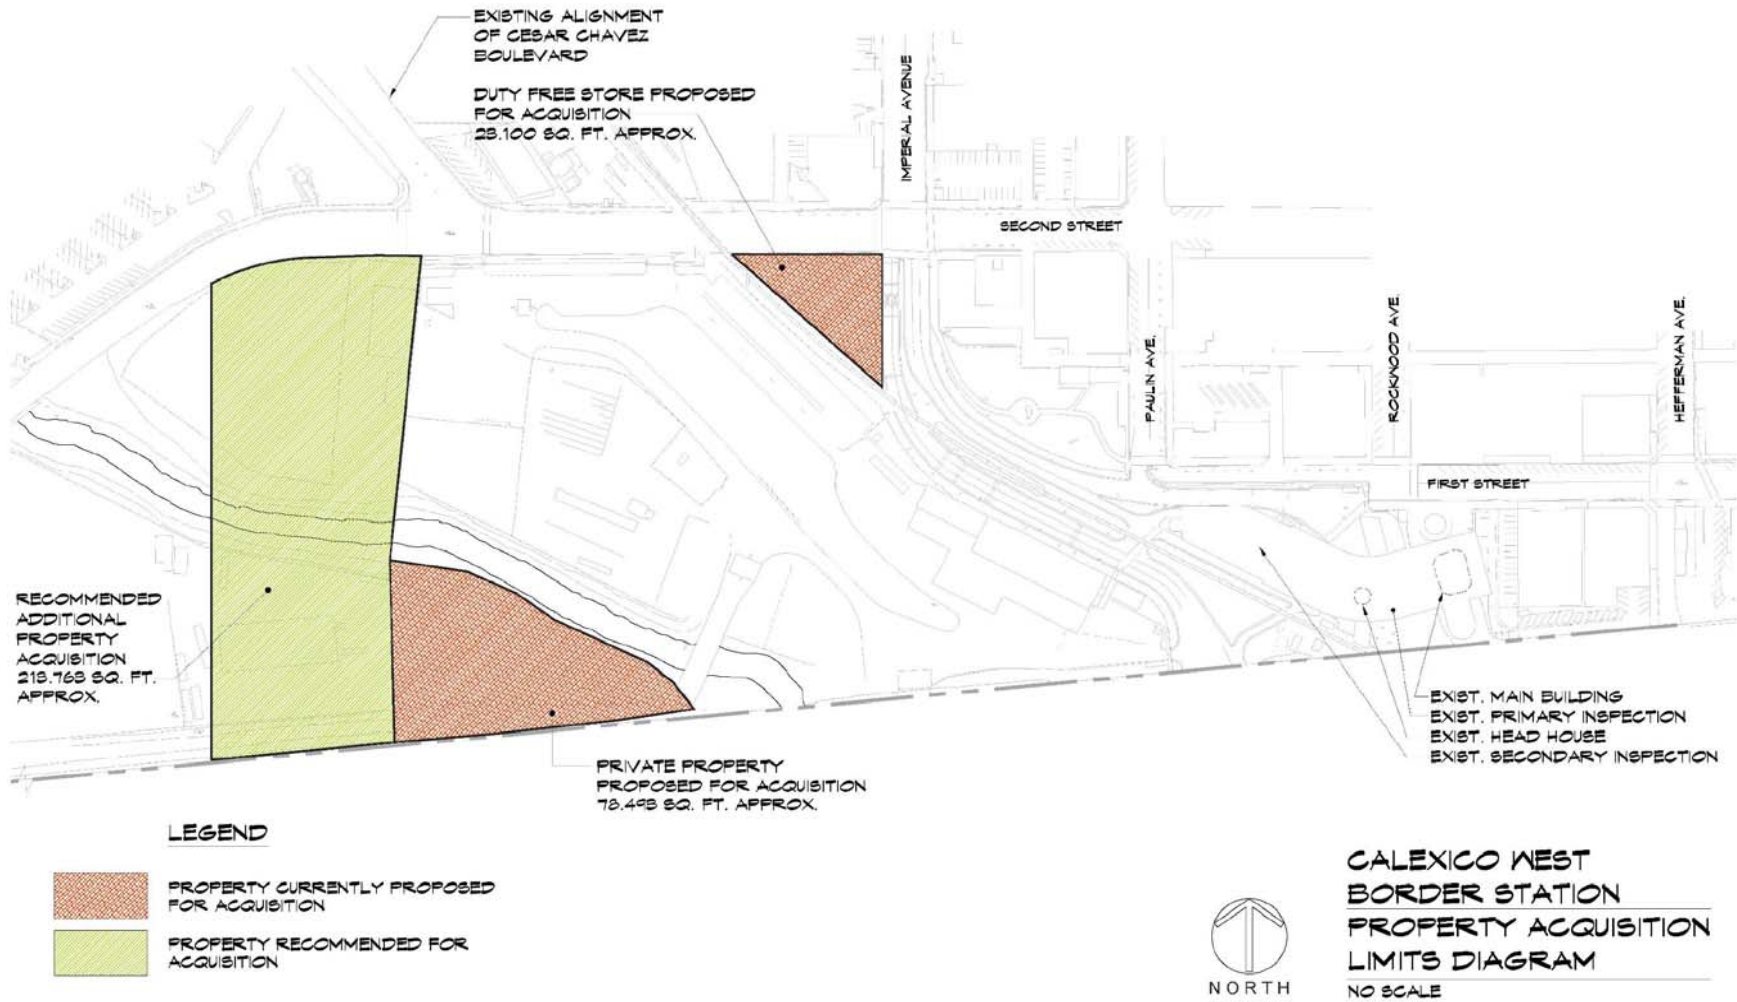 EXISTING ALIGNMENT
OF CESAR CHAVEZ
BOULEVARD
DUTY FREE STORE PROPOSED
FOR ACQUISITION
23,100 SQ. FT. APPROX.
IMPERIAL AVENUE
SECOND STREET
PAULIN AVE.
ROCKWOOD AVE.
HEFFERMAN AVE.
FIRST STREET
RECOMMENDED
ADDITIONAL
PROPERTY
ACQUISITION
213,763 SQ. FT.
APPROX.
EXIST. MAIN BUILDING
EXIST. PRIMARY INSPECTION
EXIST. HEAD HOUSE
EXIST. SECONDARY INSPECTION
PRIVATE PROPERTY
PROPOSED FOR ACQUISITION
73,493 SQ. FT. APPROX.
LEGEND
PROPERTY CURRENTLY PROPOSED
FOR ACQUISITION
PROPERTY RECOMMENDED FOR
ACQUISITION
NORTH
CALEXICO WEST
BORDER STATION
PROPERTY ACQUISITION
LIMITS DIAGRAM
NO SCALE